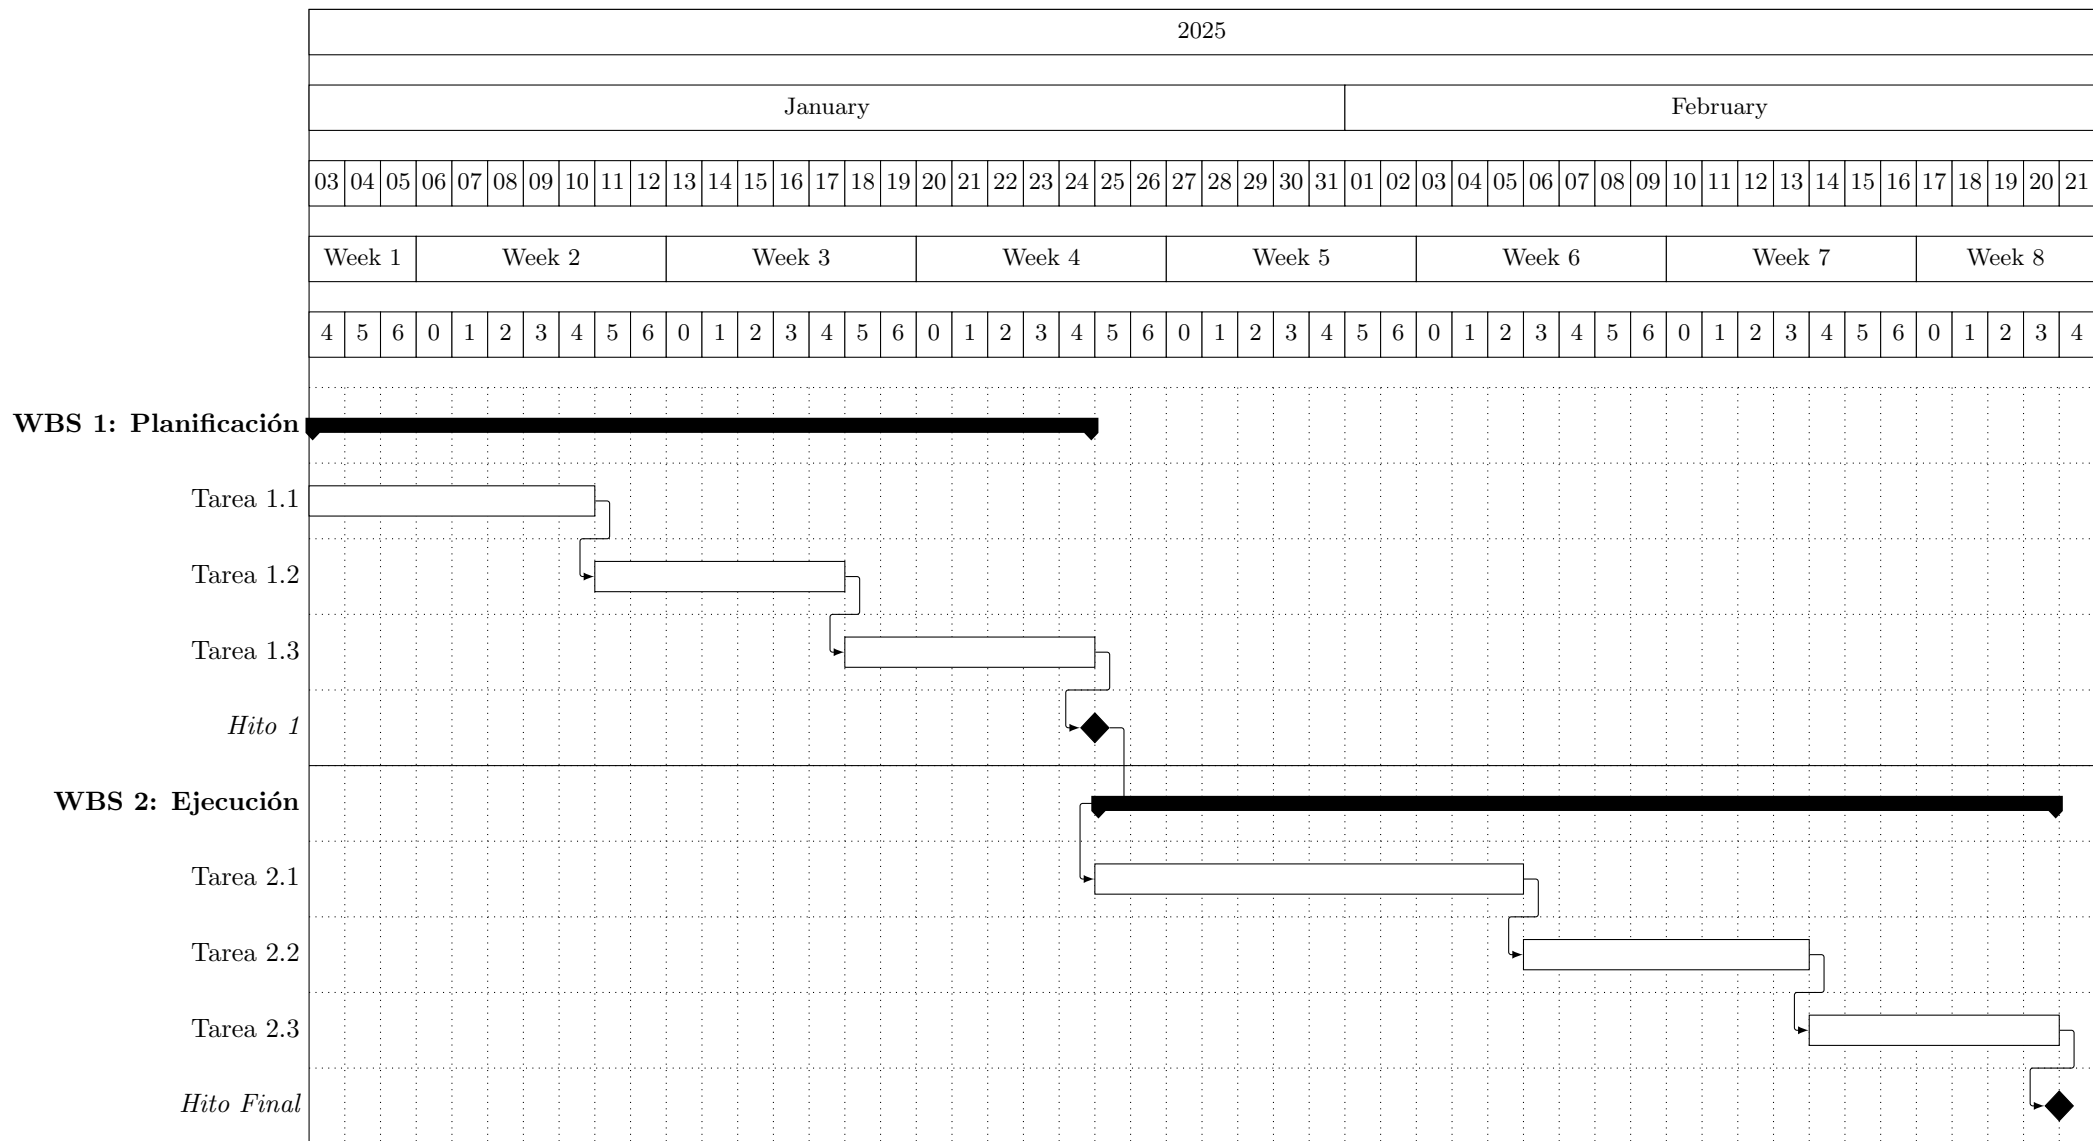 2025
January February
03 04 05 06 07 08 09 10 11 12 13 14 15 16 17 18 19 20 21 22 23 24 25 26 27 28 29 30 31 01 02 03 04 05 06 07 08 09 10 11 12 13 14 15 16 17 18 19 20 21
Week 1 Week 2 Week 3 Week 4 Week 5 Week 6 Week 7 Week 8
4 5 6 0 1 2 3 4 5 6 0 1 2 3 4 5 6 0 1 2 3 4 5 6 0 1 2 3 4 5 6 0 1 2 3 4 5 6 0 1 2 3 4 5 6 0 1 2 3 4
WBS 1: Planificación
Tarea 1.1
Tarea 1.2
Tarea 1.3
Hito 1
WBS 2: Ejecución
Tarea 2.1
Tarea 2.2
Tarea 2.3
Hito Final